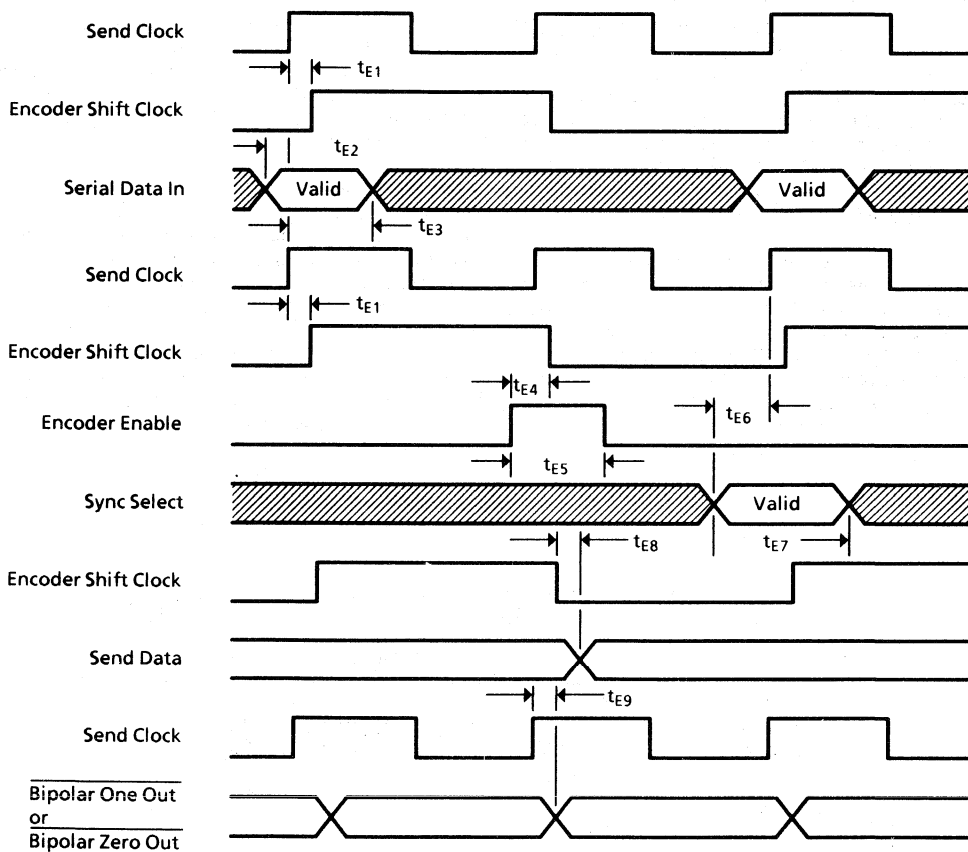 Send Clock
tE1
Encoder Shift Clock
tE2
Serial Data In
Valid
Valid
tE3
Send Clock
tE1
Encoder Shift Clock
tE4
tE6
Encoder Enable
tE5
Sync Select
Valid
tE8
tE7
Encoder Shift Clock
Send Data
tE9
Send Clock
Bipolar One Out
or
Bipolar Zero Out